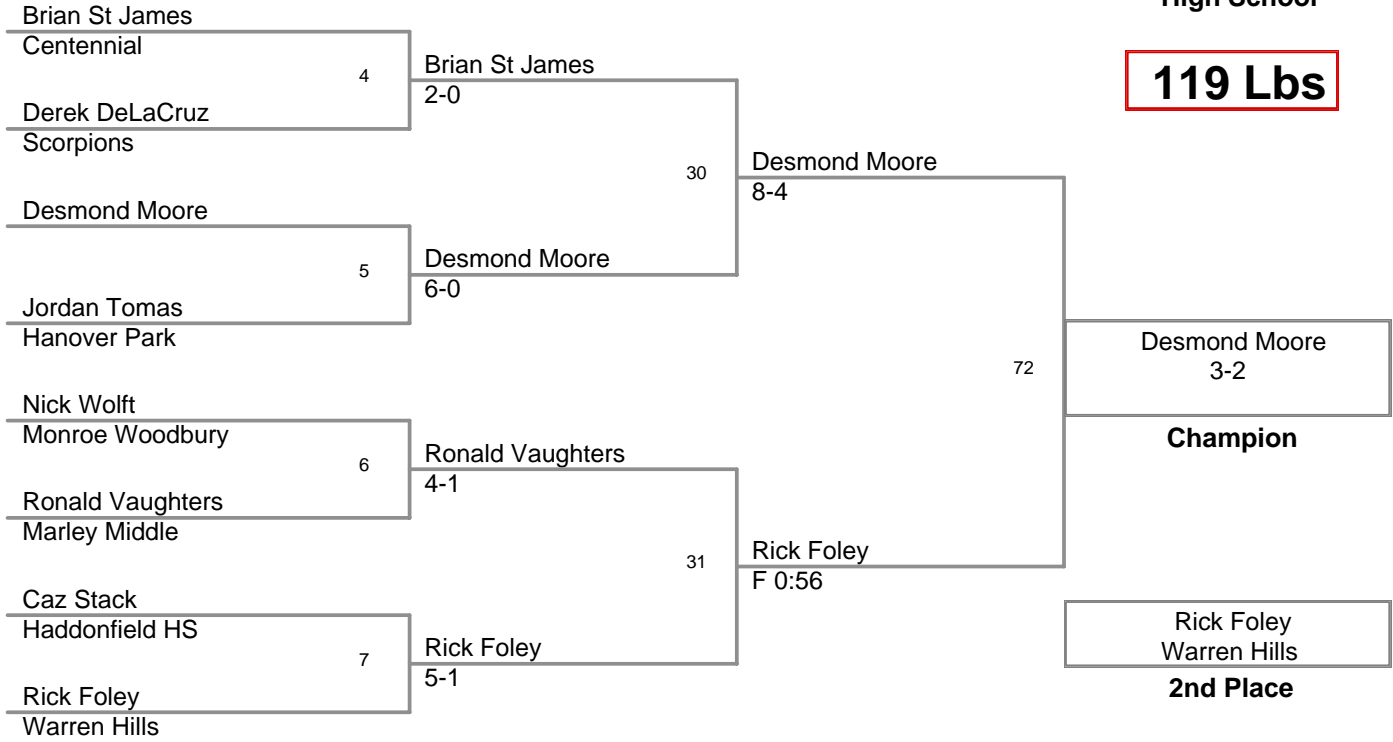 High School
119 Lbs
Brian St James
Centennial
4
Derek DeLaCruz
Scorpions
Desmond Moore
5
Jordan Tomas
Hanover Park
Nick Wolft
Monroe Woodbury
6
Ronald Vaughters
Marley Middle
Caz Stack
Haddonfield HS
7
Rick Foley
Warren Hills
Brian St James
2-0
30
Desmond Moore
6-0
Ronald Vaughters
4-1
31
Rick Foley
5-1
Desmond Moore
8-4
72
Rick Foley
F 0:56
Desmond Moore
3-2
Champion
Rick Foley
Warren Hills
2nd Place